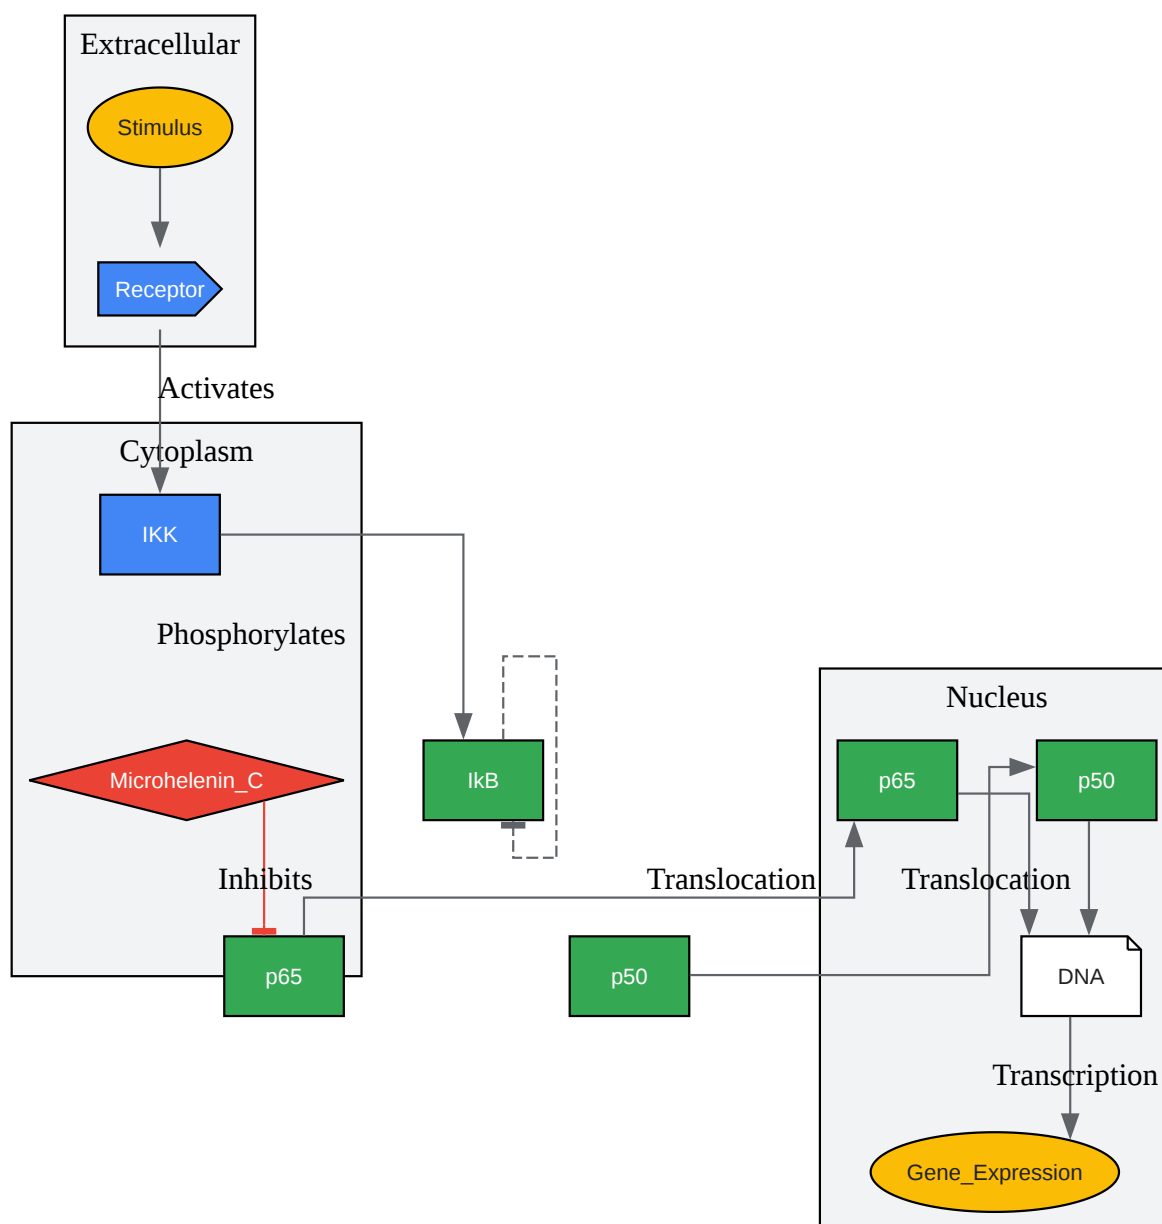 Extracellular
Stimulus
Receptor
Activates
Cytoplasm
IKK
Phosphorylates
Nucleus
Microhelenin_C
IkB
p65
p50
Inhibits
Translocation
Translocation
p65
p50
DNA
Transcription
Gene_Expression